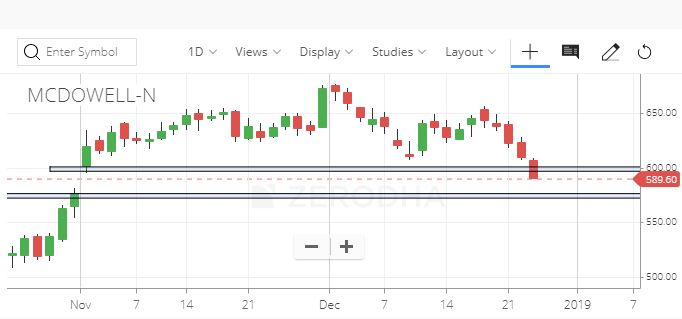 Enter Symbol 1D Views Display Studies Layout
MCDOWELL-N
650.00
600.00
589.60
ZERODHA
550.00
500.00
Nov 7 14 21 Dec 7 14 21 2019 7